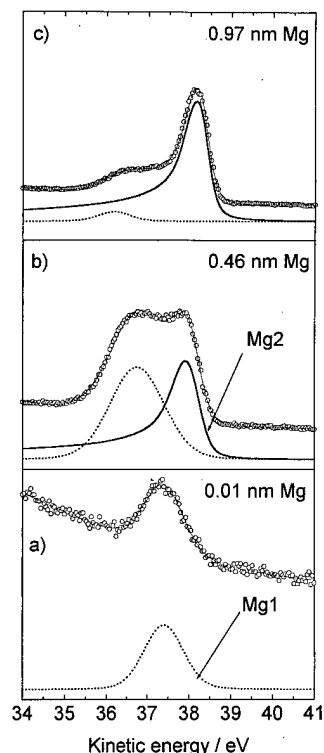 c) 0.97 nm Mg
b) 0.46 nm Mg
Mg2
0.01 nm Mg
a)
Mg1
34 35 36 37 38 39 40 41
Kinetic energy / eV